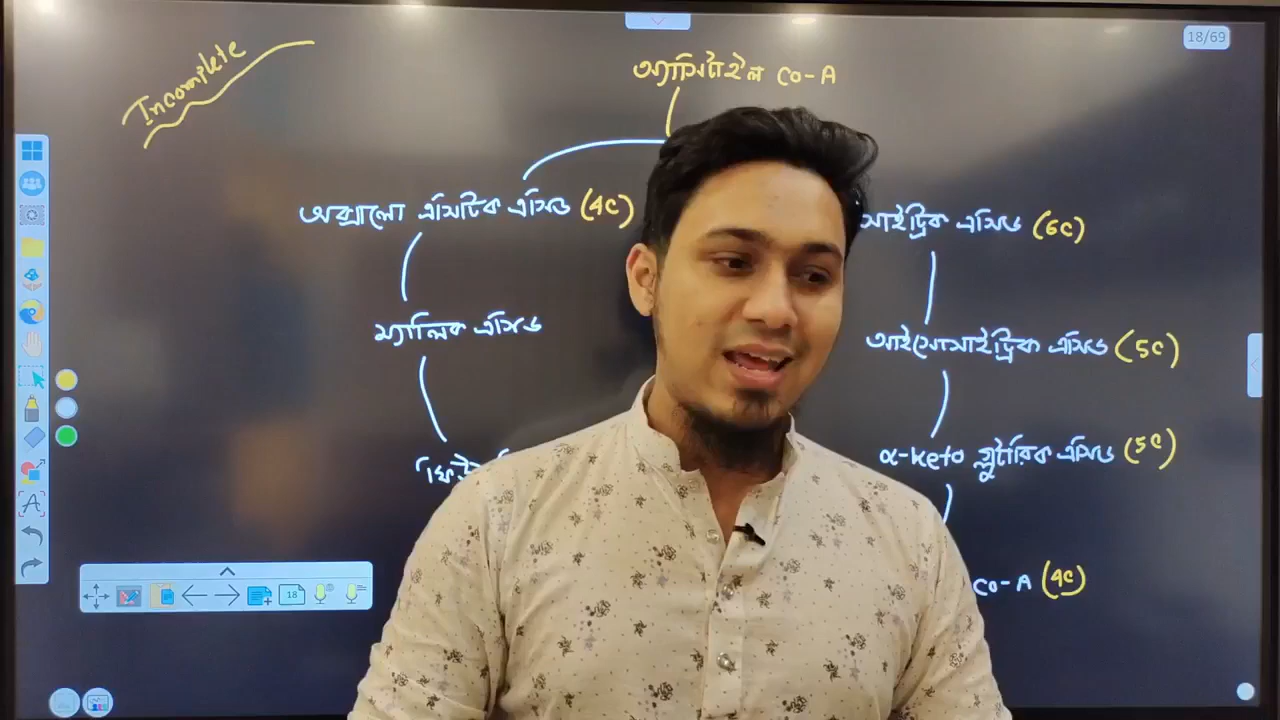 18/69
Incomplete
অ্যাসিটাইল CO-A
অক্সালো এসিটিক এসিড (4C)
সাইট্রিক এসিড (6C)
ম্যালিক এসিড
আইসোসাইট্রিক এসিড (5C)
α-keto গ্লুটারিক এসিড (5C)
CO-A (4C)
18